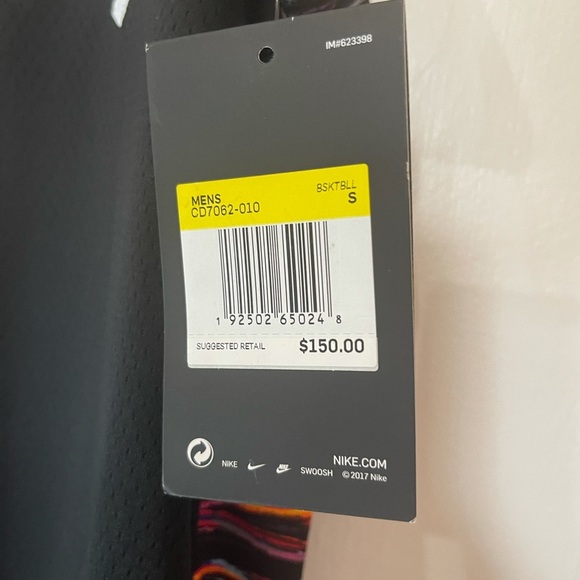 IM#623398
MENS BSKTBLL
CD7062-010 S
1 92502 65024 8
SUGGESTED RETAIL $150.00
NIKE NIKE SWOOSH
NIKE.COM
© 2017 Nike